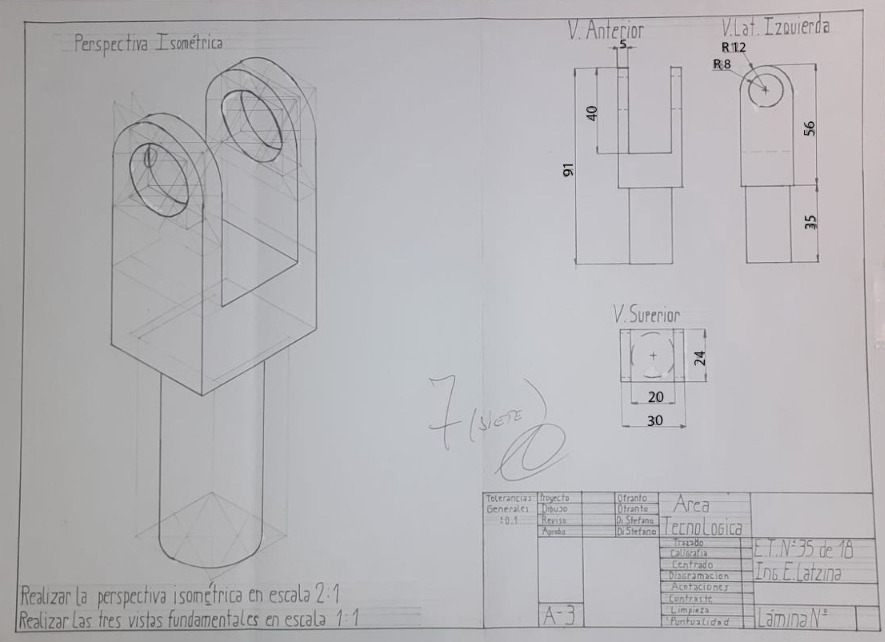 Perspectiva Isométrica
V. Anterior
V. Lat. Izquierda
5
R12
R8
40
91
56
35
V. Superior
24
20
30
7 (SIETE)
Realizar la perspectiva isométrica en escala 2:1
Realizar las tres vistas fundamentales en escala 1:1
Tolerancias
Generales
±0.1
Proyecto
Dibujo
Reviso
Aprobo
Otranto
Otranto
Di Stefano
Di Stefano
Area
Tecnologica
Trazado
Caligrafia
Centrado
Diagramacion
Acotaciones
Contraste
Limpieza
Puntualidad
E.T. Nº 35 de 18
Ing. E. Latzina
A-3
Lámina Nº